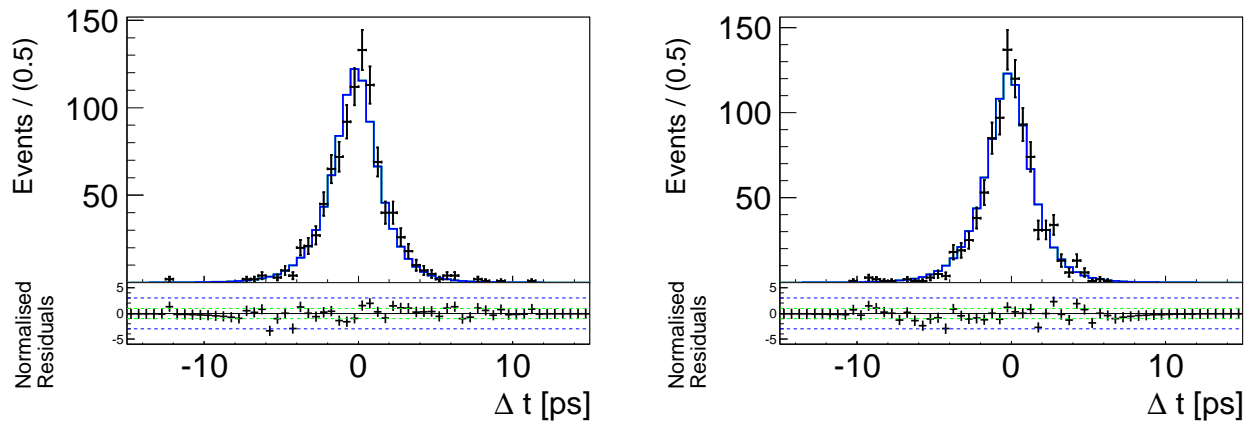 Events / (0.5)
150
100
50
Normalised
Residuals
5
0
-5
-10
0
10
Δ t [ps]
Events / (0.5)
150
100
50
Normalised
Residuals
5
0
-5
-10
0
10
Δ t [ps]